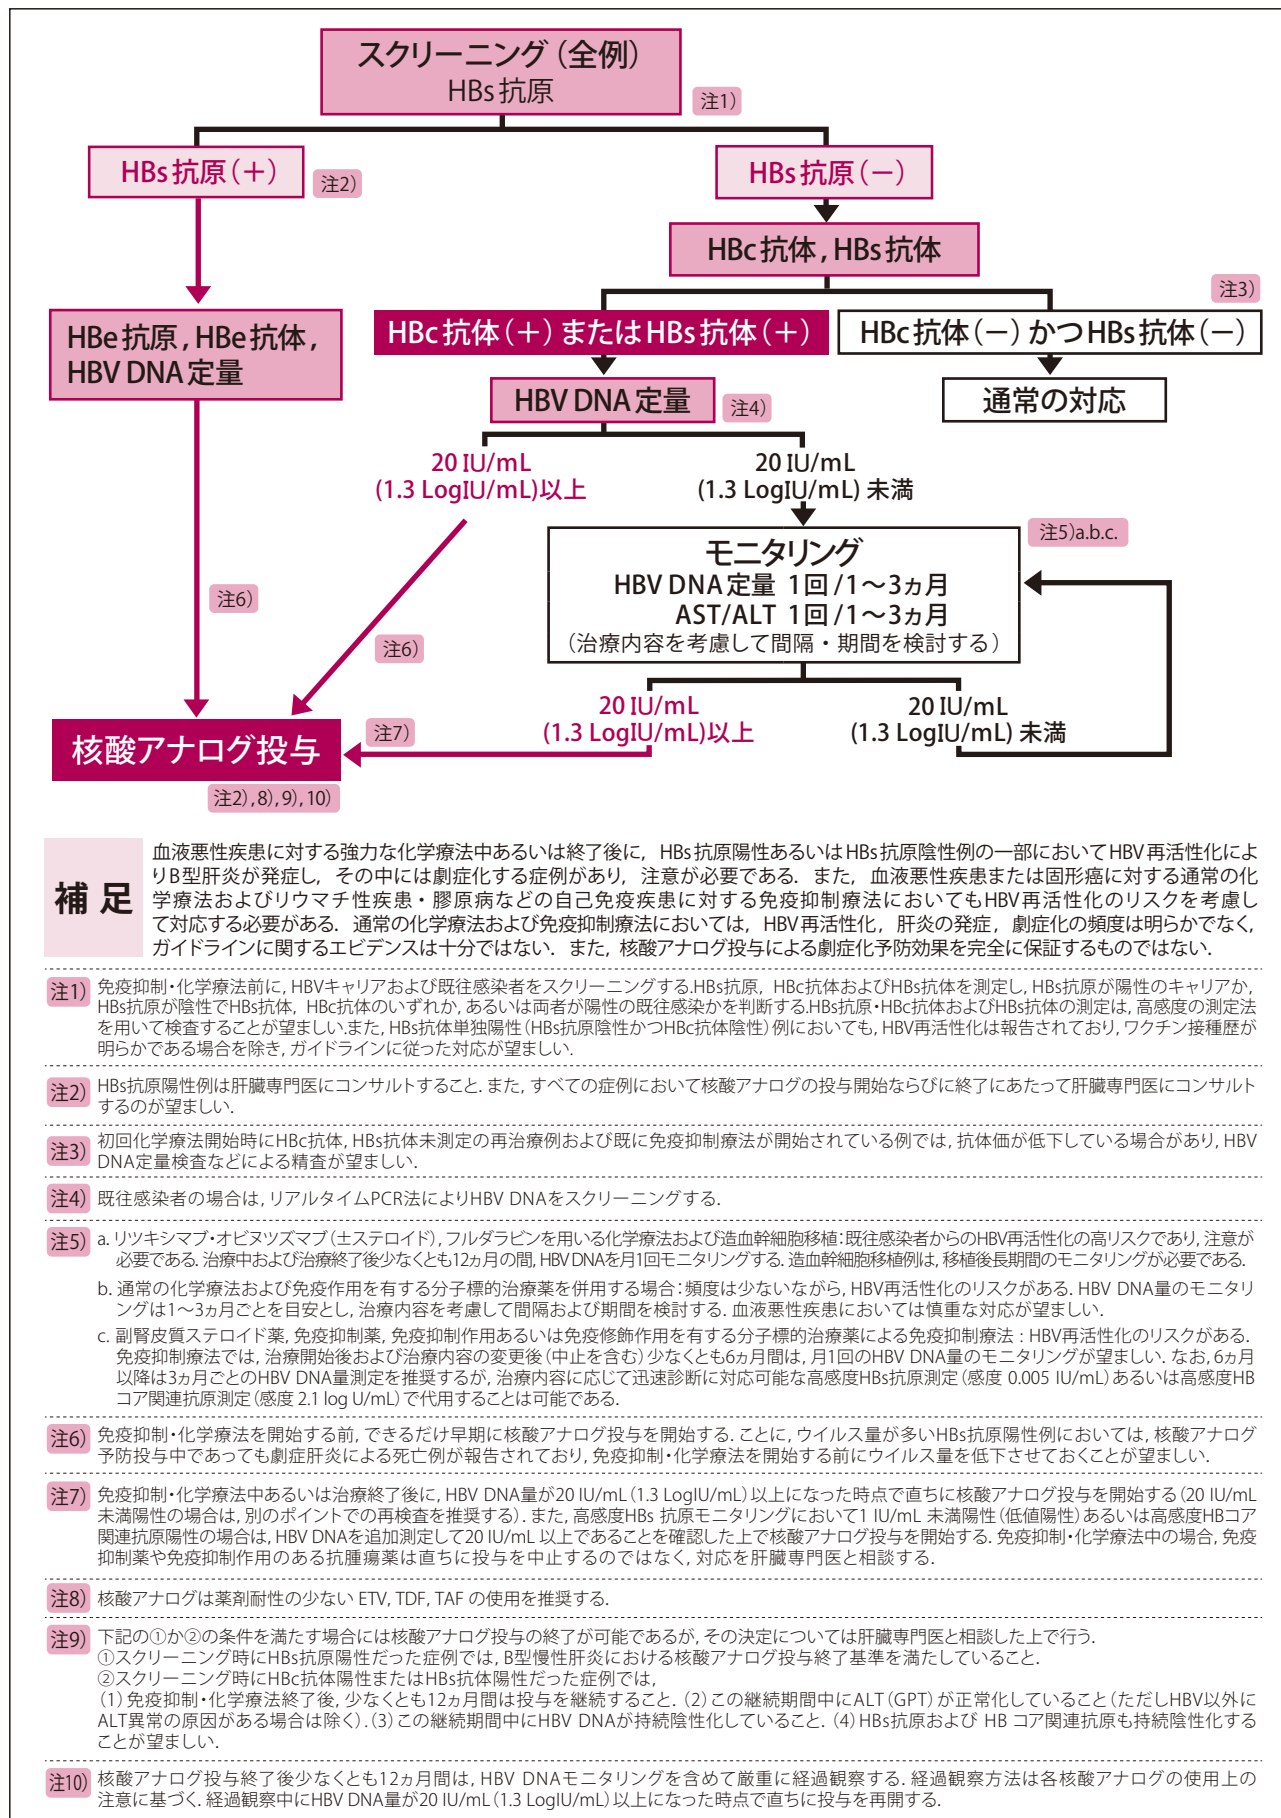 スクリーニング（全例）
HBs抗原
注1)
HBs抗原（＋）
注2)
HBs抗原（－）
HBc抗体，HBs抗体
注3)
HBe抗原，HBe抗体，
HBV DNA定量
HBc抗体（＋）またはHBs抗体（＋）
HBc抗体（－）かつHBs抗体（－）
HBV DNA定量
注4)
通常の対応
20 IU/mL
(1.3 LogIU/mL)以上
20 IU/mL
(1.3 LogIU/mL) 未満
注5)a.b.c.
モニタリング
HBV DNA定量 1回/1～3ヵ月
AST/ALT 1回/1～3ヵ月
（治療内容を考慮して間隔・期間を検討する）
注6)
注6)
20 IU/mL
(1.3 LogIU/mL)以上
20 IU/mL
(1.3 LogIU/mL) 未満
注7)
核酸アナログ投与
注2),8),9),10)
補足
血液悪性疾患に対する強力な化学療法中あるいは終了後に，HBs抗原陽性あるいはHBs抗原陰性例の一部においてHBV再活性化によ
りB型肝炎が発症し，その中には劇症化する症例があり，注意が必要である．また，血液悪性疾患または固形癌に対する通常の化
学療法およびリウマチ性疾患・膠原病などの自己免疫疾患に対する免疫抑制療法においてもHBV再活性化のリスクを考慮し
て対応する必要がある．通常の化学療法および免疫抑制療法においては，HBV再活性化，肝炎の発症，劇症化の頻度は明らかでなく，
ガイドラインに関するエビデンスは十分ではない．また，核酸アナログ投与による劇症化予防効果を完全に保証するものではない．
注1) 免疫抑制・化学療法前に，HBVキャリアおよび既往感染者をスクリーニングする.HBs抗原，HBc抗体およびHBs抗体を測定し，HBs抗原が陽性のキャリアか，
HBs抗原が陰性でHBs抗体，HBc抗体のいずれか，あるいは両者が陽性の既往感染かを判断する.HBs抗原・HBc抗体およびHBs抗体の測定は，高感度の測定法
を用いて検査することが望ましい.また，HBs抗体単独陽性（HBs抗原陰性かつHBc抗体陰性）例においても，HBV再活性化は報告されており，ワクチン接種歴が
明らかである場合を除き，ガイドラインに従った対応が望ましい．
注2) HBs抗原陽性例は肝臓専門医にコンサルトすること．また，すべての症例において核酸アナログの投与開始ならびに終了にあたって肝臓専門医にコンサルト
するのが望ましい．
注3) 初回化学療法開始時にHBc抗体，HBs抗体未測定の再治療例および既に免疫抑制療法が開始されている例では，抗体価が低下している場合があり，HBV
DNA定量検査などによる精査が望ましい．
注4) 既往感染者の場合は，リアルタイムPCR法によりHBV DNAをスクリーニングする．
注5) a. リツキシマブ・オビヌツズマブ（±ステロイド），フルダラビンを用いる化学療法および造血幹細胞移植：既往感染者からのHBV再活性化の高リスクであり，注意が
必要である．治療中および治療終了後少なくとも12ヵ月の間，HBV DNAを月1回モニタリングする．造血幹細胞移植例は，移植後長期間のモニタリングが必要である．
b. 通常の化学療法および免疫作用を有する分子標的治療薬を併用する場合：頻度は少ないながら，HBV再活性化のリスクがある．HBV DNA量のモニタリ
ングは1～3ヵ月ごとを目安とし，治療内容を考慮して間隔および期間を検討する．血液悪性疾患においては慎重な対応が望ましい．
c. 副腎皮質ステロイド薬，免疫抑制薬，免疫抑制作用あるいは免疫修飾作用を有する分子標的治療薬による免疫抑制療法：HBV再活性化のリスクがある．
免疫抑制療法では，治療開始後および治療内容の変更後（中止を含む）少なくとも6ヵ月間は，月1回のHBV DNA量のモニタリングが望ましい．なお，6ヵ月
以降は3ヵ月ごとのHBV DNA量測定を推奨するが，治療内容に応じて迅速診断に対応可能な高感度HBs抗原測定（感度 0.005 IU/mL）あるいは高感度HB
コア関連抗原測定（感度 2.1 log U/mL）で代用することは可能である．
注6) 免疫抑制・化学療法を開始する前，できるだけ早期に核酸アナログ投与を開始する．ことに，ウイルス量が多いHBs抗原陽性例においては，核酸アナログ
予防投与中であっても劇症肝炎による死亡例が報告されており，免疫抑制・化学療法を開始する前にウイルス量を低下させておくことが望ましい．
注7) 免疫抑制・化学療法中あるいは治療終了後に，HBV DNA量が20 IU/mL（1.3 LogIU/mL）以上になった時点で直ちに核酸アナログ投与を開始する（20 IU/mL
未満陽性の場合は，別のポイントでの再検査を推奨する）．また，高感度HBs 抗原モニタリングにおいて1 IU/mL 未満陽性（低値陽性）あるいは高感度HBコア
関連抗原陽性の場合は，HBV DNAを追加測定して20 IU/mL 以上であることを確認した上で核酸アナログ投与を開始する．免疫抑制・化学療法中の場合，免疫
抑制薬や免疫抑制作用のある抗腫瘍薬は直ちに投与を中止するのではなく，対応を肝臓専門医と相談する．
注8) 核酸アナログは薬剤耐性の少ない ETV, TDF, TAF の使用を推奨する．
注9) 下記の①か②の条件を満たす場合には核酸アナログ投与の終了が可能であるが，その決定については肝臓専門医と相談した上で行う．
①スクリーニング時にHBs抗原陽性だった症例では，B型慢性肝炎における核酸アナログ投与終了基準を満たしていること．
②スクリーニング時にHBc抗体陽性またはHBs抗体陽性だった症例では，
（1）免疫抑制・化学療法終了後，少なくとも12ヵ月間は投与を継続すること．（2）この継続期間中にALT（GPT）が正常化していること（ただしHBV以外に
ALT異常の原因がある場合は除く）．（3）この継続期間中にHBV DNAが持続陰性化していること．（4）HBs抗原および HB コア関連抗原も持続陰性化する
ことが望ましい．
注10) 核酸アナログ投与終了後少なくとも12ヵ月間は，HBV DNAモニタリングを含めて厳重に経過観察する．経過観察方法は各核酸アナログの使用上の
注意に基づく．経過観察中にHBV DNA量が20 IU/mL（1.3 LogIU/mL）以上になった時点で直ちに投与を再開する．